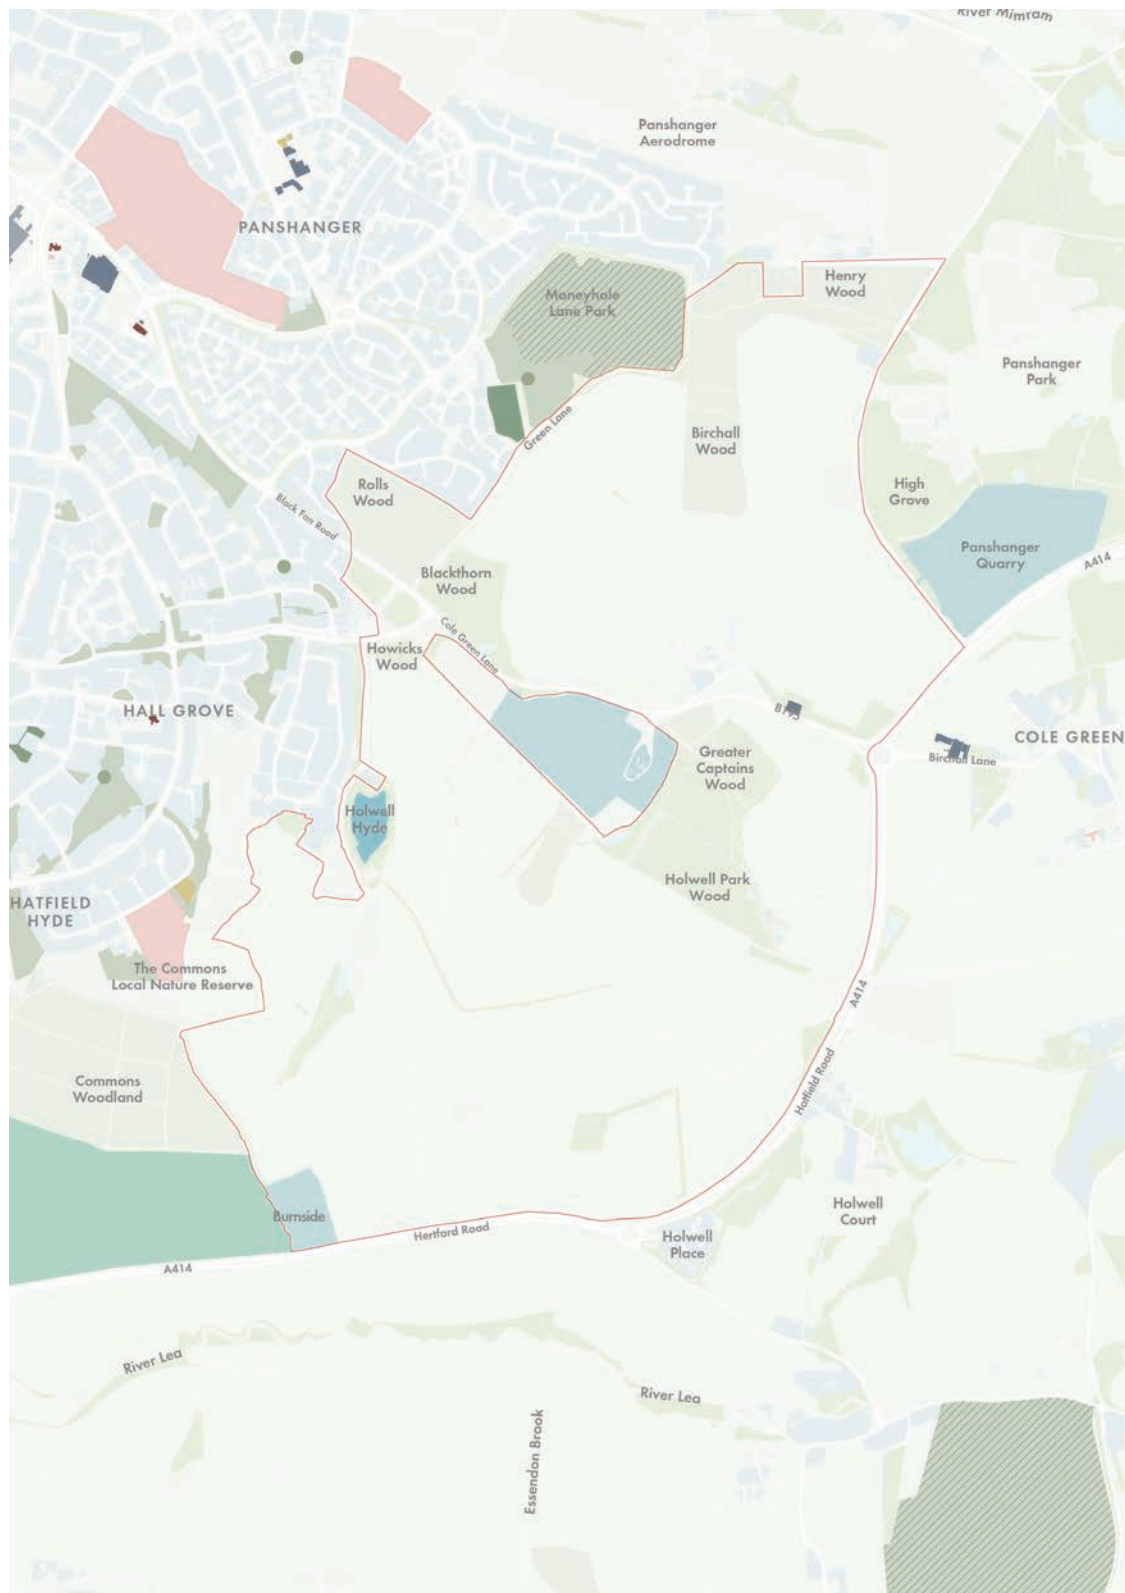 River Mimram
Panshanger
Aerodrome
PANSHANGER
Henry
Wood
Moneyhole
Lane Park
Panshanger
Park
Green Lane
Birchall
Wood
Rolls
Wood
High
Grove
Black Fan Road
Panshanger
Quarry
A414
Blackthorn
Wood
Cole Green Lane
Howicks
Wood
HALL GROVE
B195
COLE GREEN
Greater
Captains
Wood
Birchall Lane
Holwell
Hyde
Holwell Park
Wood
HATFIELD
HYDE
The Commons
Local Nature Reserve
A414
Hatfield Road
Commons
Woodland
Burnside
Holwell
Court
Hertford Road
Holwell
Place
A414
River Lea
River Lea
Essendon Brook